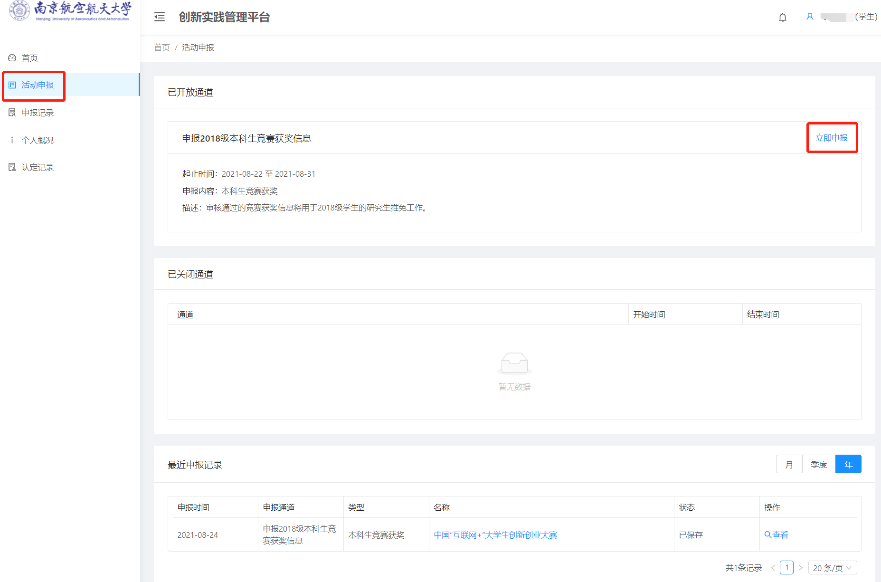 南京航空航天大学
Nanjing University of Aeronautics and Astronautics
创新实践管理平台
(学生)
首页 / 活动申报
首页
活动申报
申报记录
个人概况
认定记录
已开放通道
申报2018级本科生竞赛获奖信息
立即申报
起止时间: 2021-08-22 至 2021-08-31
申报内容: 本科生竞赛获奖
描述: 审核通过的竞赛获奖信息将用于2018级学生的研究生推免工作。
已关闭通道
通道 开始时间 结束时间
暂无数据
最近申报记录
月 季度 年
申报时间 申报通道 类型 名称 状态 操作
2021-08-24 申报2018级本科生竞赛获奖信息 本科生竞赛获奖 中国"互联网+"大学生创新创业大赛 已保存 查看
共1条记录 < 1 > 20 条/页